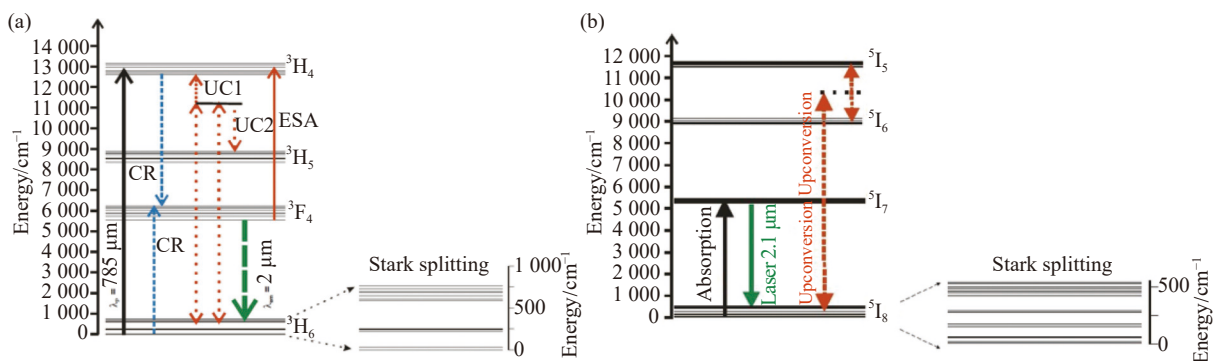 (a)
14 000
13 000
12 000
11 000
10 000
9 000
8 000
7 000
6 000
5 000
4 000
3 000
2 000
1 000
0
Energy/cm⁻¹
³H₄
UC1
UC2
ESA
³H₅
CR
³F₄
CR
λₚ = 785 μm
= 2 μm
³H₆
Stark splitting
1 000
500
0
Energy/cm⁻¹
(b)
12 000
11 000
10 000
9 000
8 000
7 000
6 000
5 000
4 000
3 000
2 000
1 000
0
Energy/cm⁻¹
⁵I₅
⁵I₆
⁵I₇
Absorption
Laser 2.1 μm
Upconversion Upconversion
⁵I₈
Stark splitting
500
0
Energy/cm⁻¹